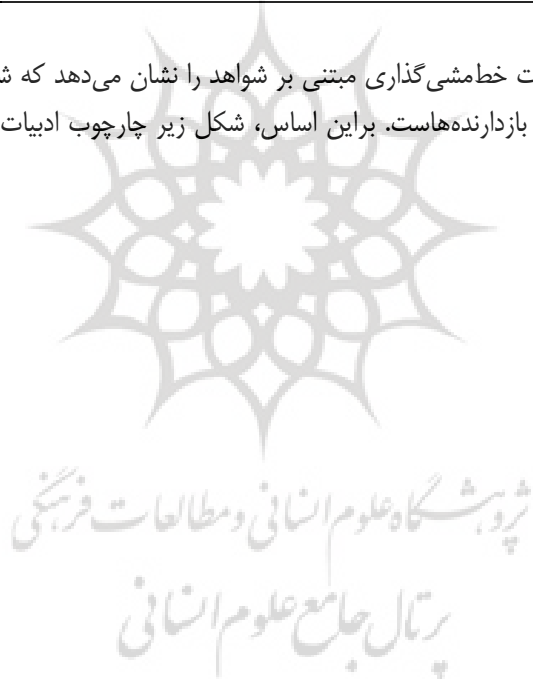 ت خط‌مشی‌گذاری مبتنی بر شواهد را نشان می‌دهد که ش
بازدارنده‌هاست. براین اساس، شکل زیر چارچوب ادبیات
پژوهشگاه علوم انسانی و مطالعات فرهنگی
پرتال جامع علوم انسانی